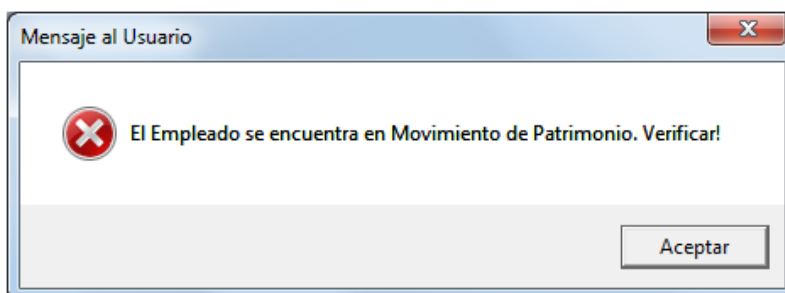 Mensaje al Usuario
El Empleado se encuentra en Movimiento de Patrimonio. Verificar!
Aceptar